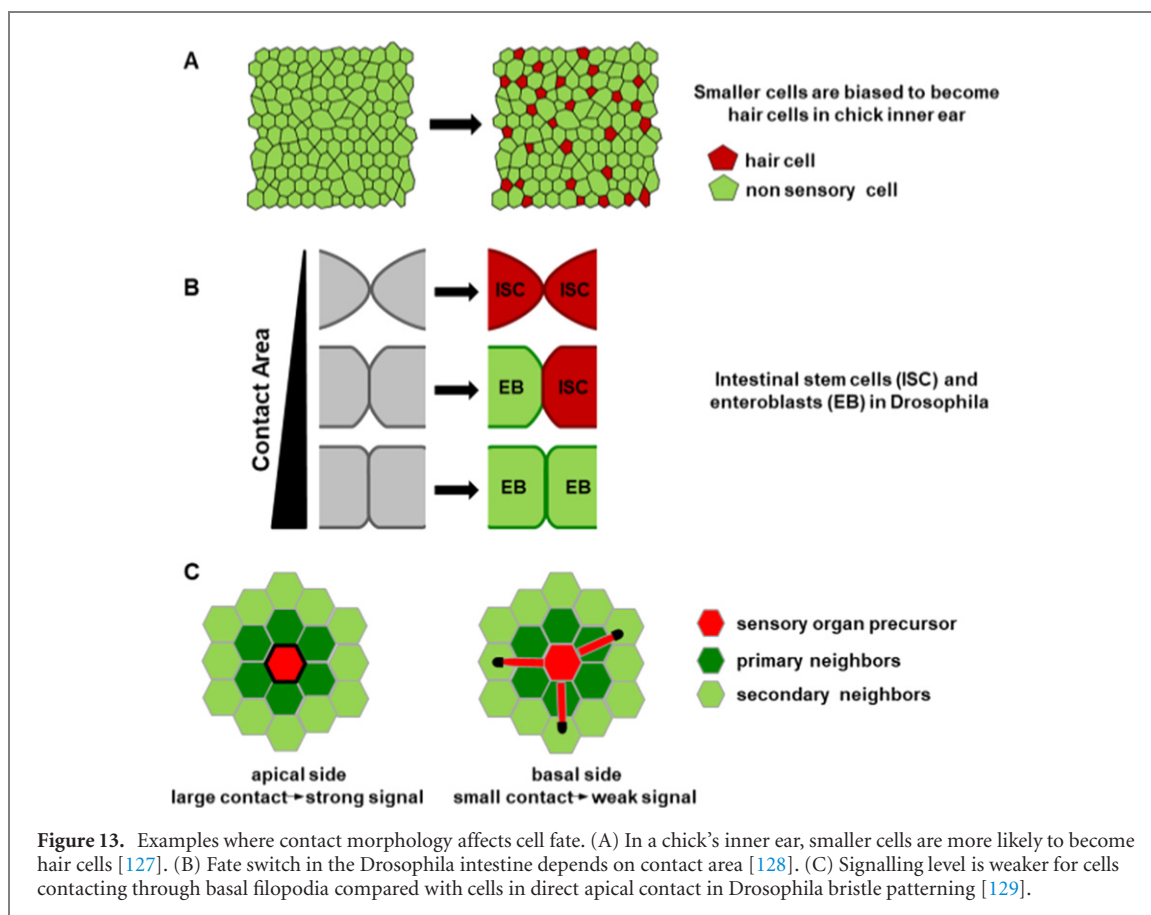 A
Smaller cells are biased to become
hair cells in chick inner ear
hair cell
non sensory cell
B
Contact Area
ISC ISC
EB ISC
EB EB
Intestinal stem cells (ISC) and
enteroblasts (EB) in Drosophila
C
sensory organ precursor
primary neighbors
secondary neighbors
apical side
large contact→strong signal
basal side
small contact→weak signal
Figure 13. Examples where contact morphology affects cell fate. (A) In a chick's inner ear, smaller cells are more likely to become
hair cells [127]. (B) Fate switch in the Drosophila intestine depends on contact area [128]. (C) Signalling level is weaker for cells
contacting through basal filopodia compared with cells in direct apical contact in Drosophila bristle patterning [129].